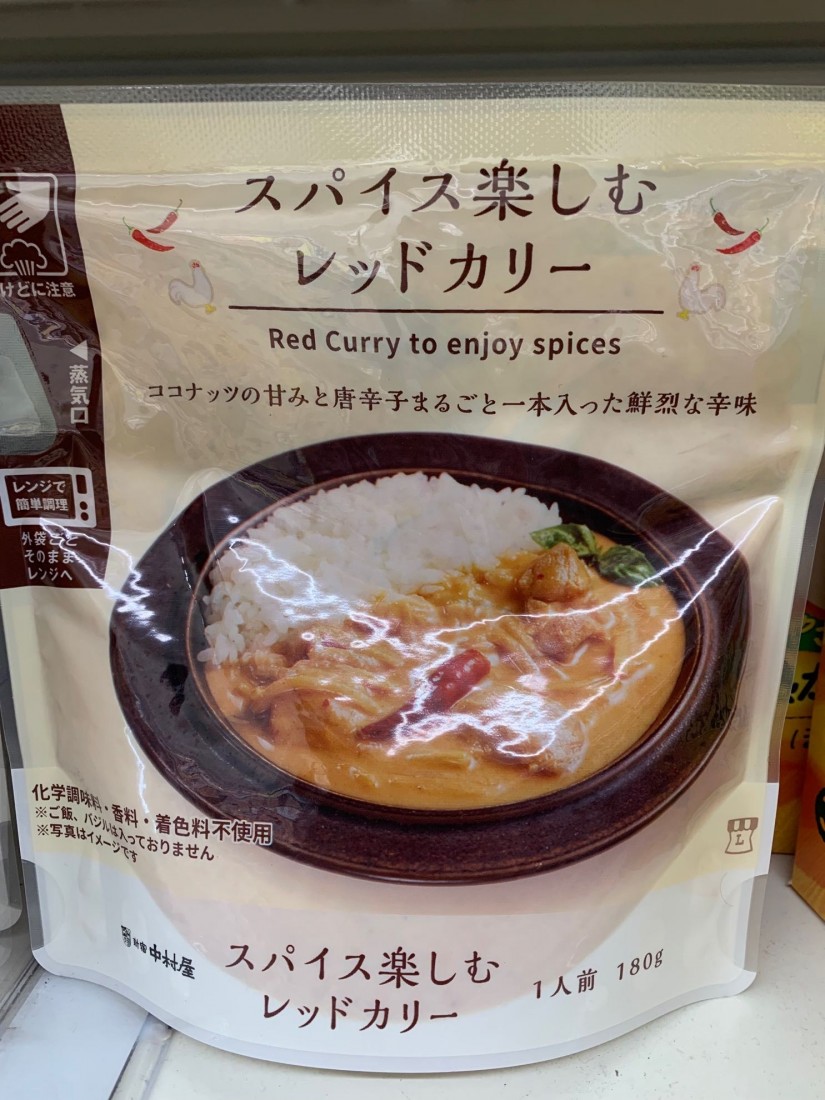 スパイス楽しむ
レッドカリー
Red Curry to enjoy spices
ココナッツの甘みと唐辛子まるごと一本入った鮮烈な辛味
けどに注意
◀蒸気口
レンジで
簡単調理
外袋ごと
そのまま
レンジへ
化学調味料・香料・着色料不使用
※ご飯、バジルは入っておりません
※写真はイメージです
L
新宿中村屋
スパイス楽しむ
レッドカリー
1人前 180g